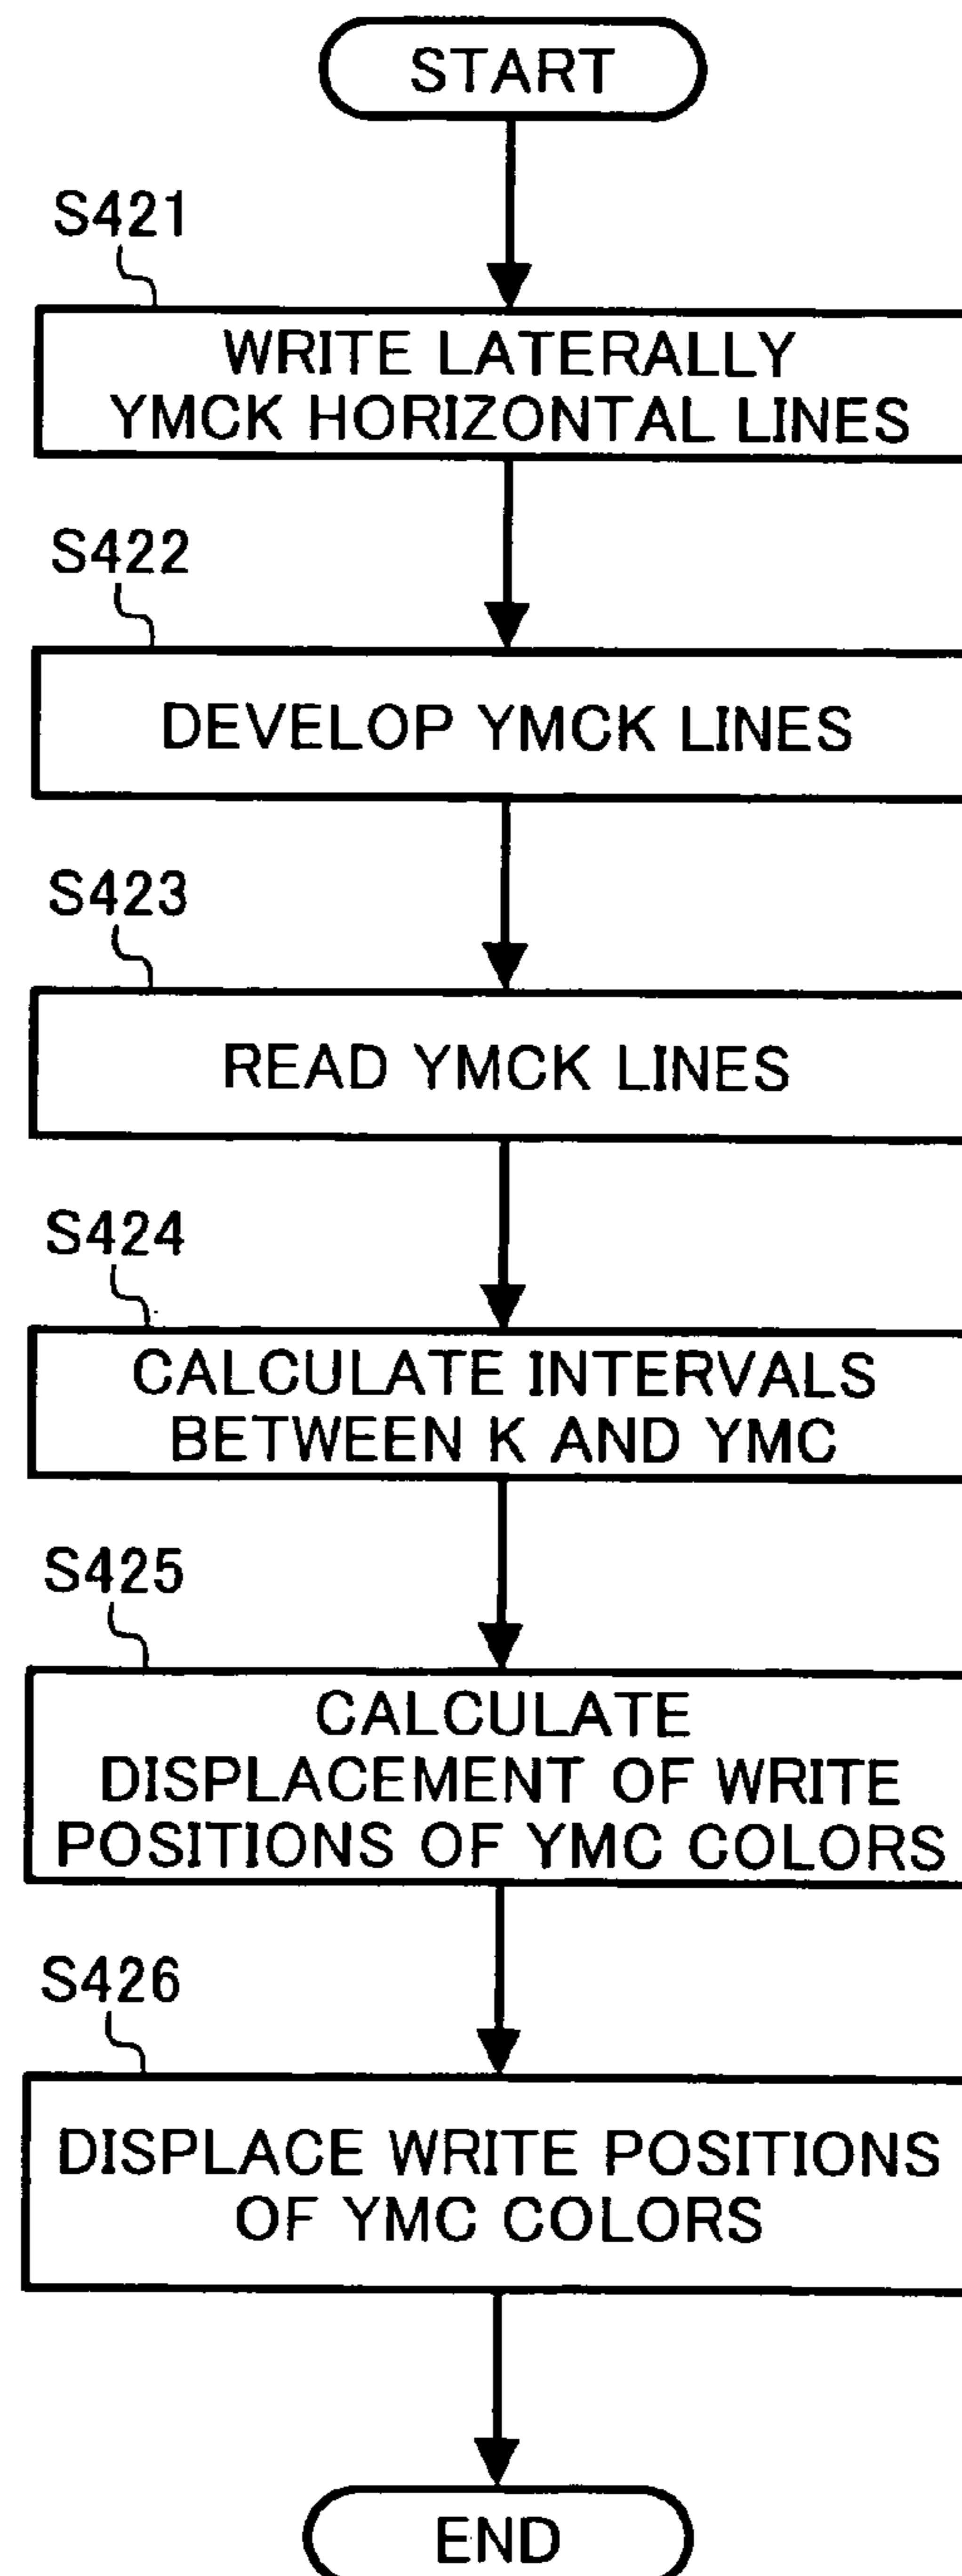 START
S421
WRITE LATERALLY
YMCK HORIZONTAL LINES
S422
DEVELOP YMCK LINES
S423
READ YMCK LINES
S424
CALCULATE INTERVALS
BETWEEN K AND YMC
S425
CALCULATE
DISPLACEMENT OF WRITE
POSITIONS OF YMC COLORS
S426
DISPLACE WRITE POSITIONS
OF YMC COLORS
END